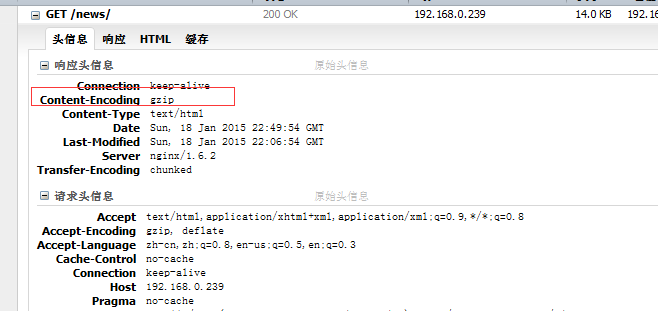 GET /news/ 200 OK 192.168.0.239 14.0 KB
头信息 响应 HTML 缓存
响应头信息 原始头信息
Connection keep-alive
Content-Encoding gzip
Content-Type text/html
Date Sun, 18 Jan 2015 22:49:54 GMT
Last-Modified Sun, 18 Jan 2015 22:06:54 GMT
Server nginx/1.6.2
Transfer-Encoding chunked
请求头信息 原始头信息
Accept text/html,application/xhtml+xml,application/xml;q=0.9,*/*;q=0.8
Accept-Encoding gzip, deflate
Accept-Language zh-cn,zh;q=0.8,en-us;q=0.5,en;q=0.3
Cache-Control no-cache
Connection keep-alive
Host 192.168.0.239
Pragma no-cache